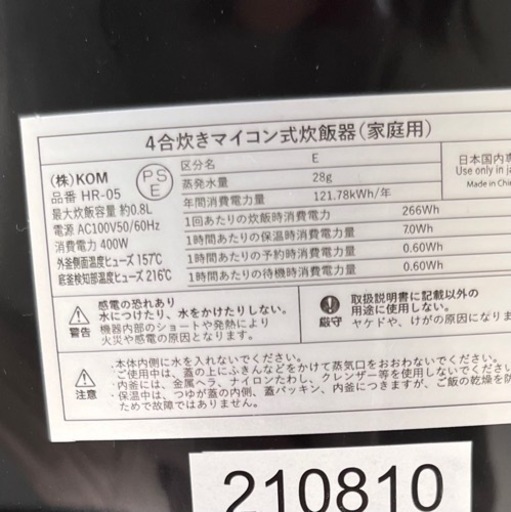 4合炊きマイコン式炊飯器(家庭用)
(株)KOM
品番 HR-05
最大炊飯容量 約0.8L
電源 AC100V50/60Hz
消費電力 400W
外釜側面温度ヒューズ 157℃
底釜検知部温度ヒューズ 216℃
PS
E
区分名 E
蒸発水量 28g
年間消費電力量 121.78kWh/年
1回あたりの炊飯時消費電力 266Wh
1時間あたりの保温時消費電力 7.0Wh
1時間あたりの予約時消費電力 0.60Wh
1時間あたりの待機時消費電力 0.60Wh
日本国内専
Use only in ja
Made in Chin
警告
感電の恐れあり
水につけたり、水をかけたりしない。
機器内部のショートや発熱により
火災や感電の原因となります。
厳守
取扱説明書に記載以外の
用途に使用しない。
ヤケドや、けがの原因になりま
注意
・本体内側に水を入れないでください。
・ご使用中は、蓋の上にふきんなどをかけて蒸気口をおおわないでください。
・内釜には、金属ヘラ、ナイロンたわし、クレンザー等を使用しないでください。
・保温中は、つゆが蓋の内側、蓋パッキン、内釜につきますが、ご飯の乾燥を防
ためで故障ではありません。
210810